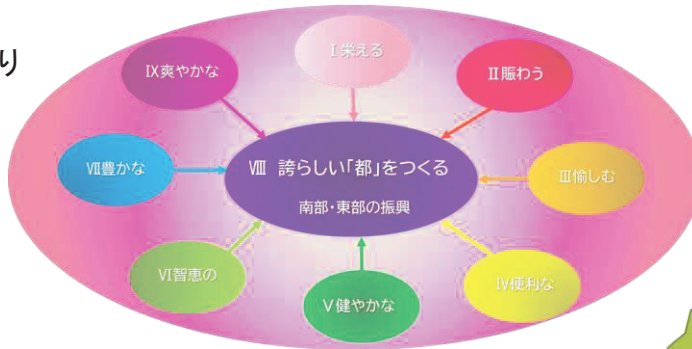 り
Ⅰ栄える
Ⅱ賑わう
Ⅲ愉しむ
Ⅳ便利な
Ⅴ健やかな
Ⅵ智恵の
Ⅶ豊かな
Ⅸ爽やかな
Ⅷ 誇らしい「都」をつくる
南部・東部の振興